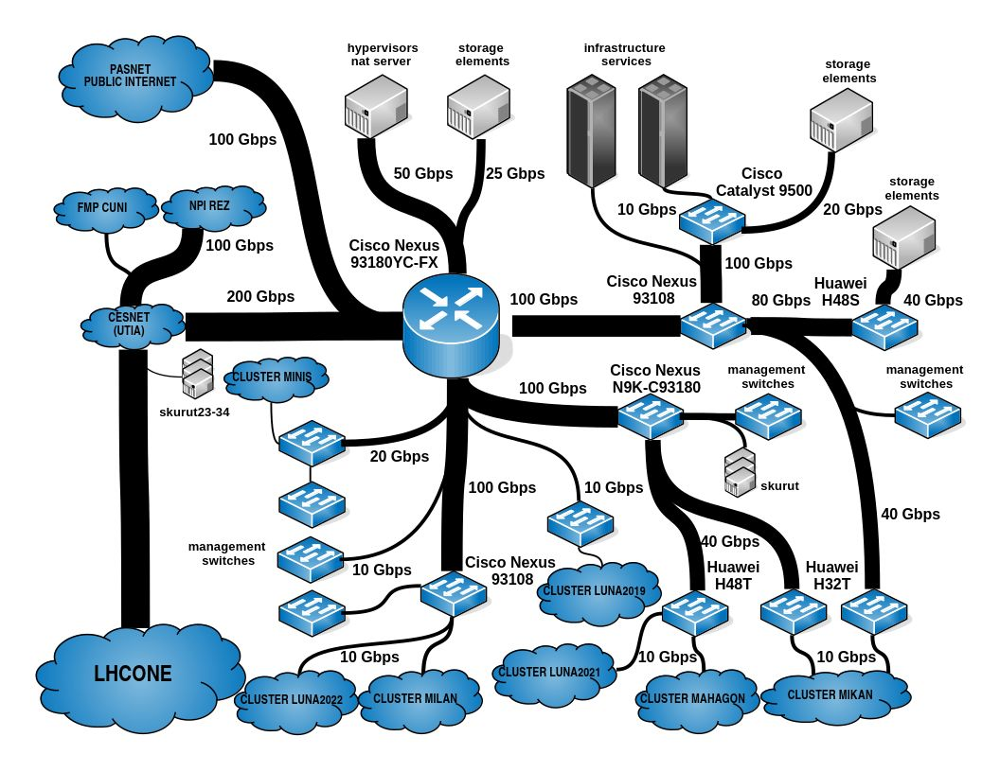 PASNET
PUBLIC INTERNET
hypervisors
nat server
storage
elements
infrastructure
services
storage
elements
100 Gbps
50 Gbps
25 Gbps
Cisco
Catalyst 9500
10 Gbps
20 Gbps
storage
elements
FMP CUNI
NPI REZ
100 Gbps
Cisco Nexus
93180YC-FX
100 Gbps
Cisco Nexus
93108
Huawei
H48S
200 Gbps
100 Gbps
80 Gbps
40 Gbps
CESNET
(UTIA)
skurut23-34
CLUSTER MINIS
100 Gbps
Cisco Nexus
N9K-C93180
management
switches
management
switches
20 Gbps
100 Gbps
10 Gbps
skurut
40 Gbps
40 Gbps
management
switches
10 Gbps
Cisco Nexus
93108
Huawei
H48T
Huawei
H32T
CLUSTER LUNA2019
10 Gbps
10 Gbps
10 Gbps
LHCONE
CLUSTER LUNA2022
CLUSTER MILAN
CLUSTER LUNA2021
CLUSTER MAHAGON
CLUSTER MIKAN